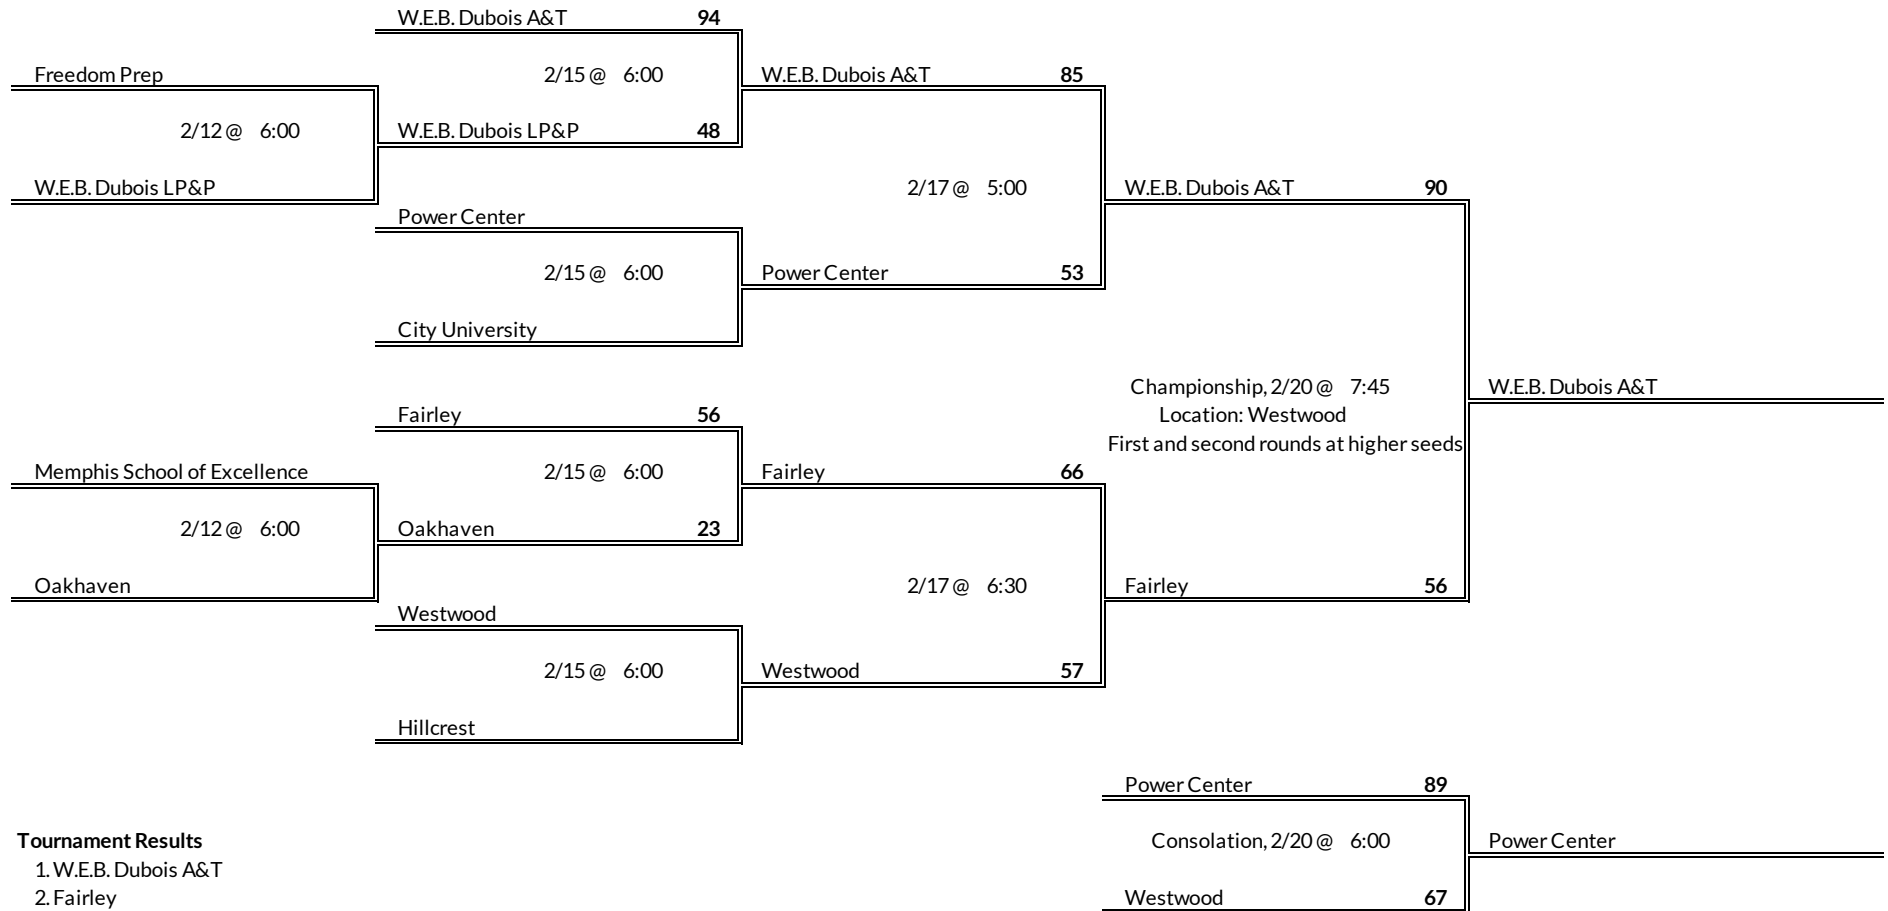 W.E.B. Dubois A&T 94
Freedom Prep 2/15 @ 6:00 W.E.B. Dubois A&T 85
2/12 @ 6:00 W.E.B. Dubois LP&P 48
W.E.B. Dubois LP&P 2/17 @ 5:00 W.E.B. Dubois A&T 90
Power Center
2/15 @ 6:00 Power Center 53
City University
Championship, 2/20 @ 7:45 W.E.B. Dubois A&T
Fairley 56 Location: Westwood
First and second rounds at higher seeds
Memphis School of Excellence 2/15 @ 6:00 Fairley 66
2/12 @ 6:00 Oakhaven 23
Oakhaven 2/17 @ 6:30 Fairley 56
Westwood
2/15 @ 6:00 Westwood 57
Hillcrest
Power Center 89
Tournament Results Consolation, 2/20 @ 6:00 Power Center
1. W.E.B. Dubois A&T
2. Fairley Westwood 67